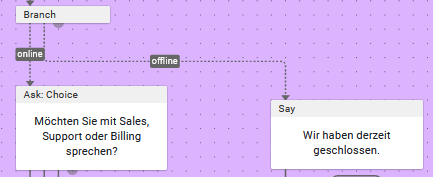 Branch
online
offline
Ask: Choice
Möchten Sie mit Sales,
Support oder Billing
sprechen?
Say
Wir haben derzeit
geschlossen.